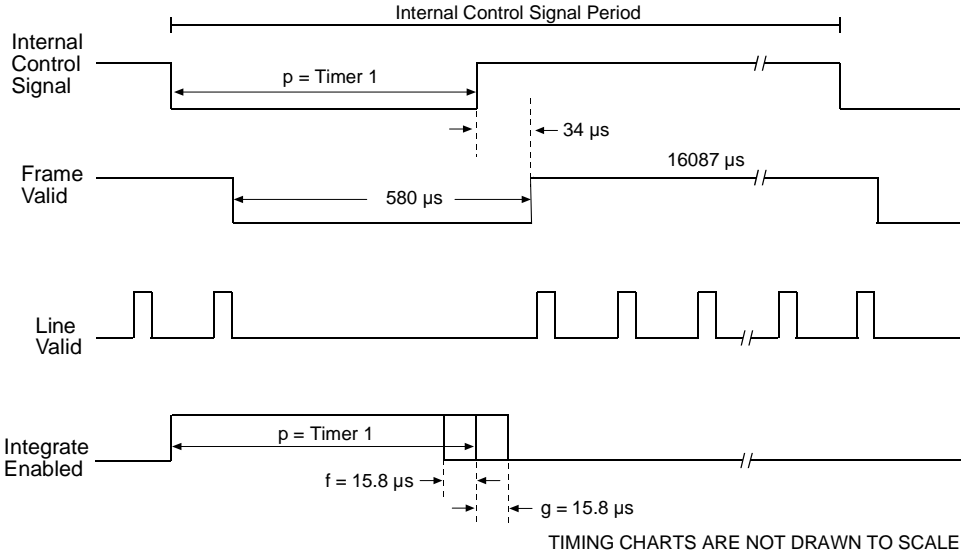 Internal Control Signal Period
Internal
Control
Signal
p = Timer 1
34 µs
Frame
Valid
16087 µs
580 µs
Line
Valid
Integrate
Enabled
p = Timer 1
f = 15.8 µs
g = 15.8 µs
TIMING CHARTS ARE NOT DRAWN TO SCALE